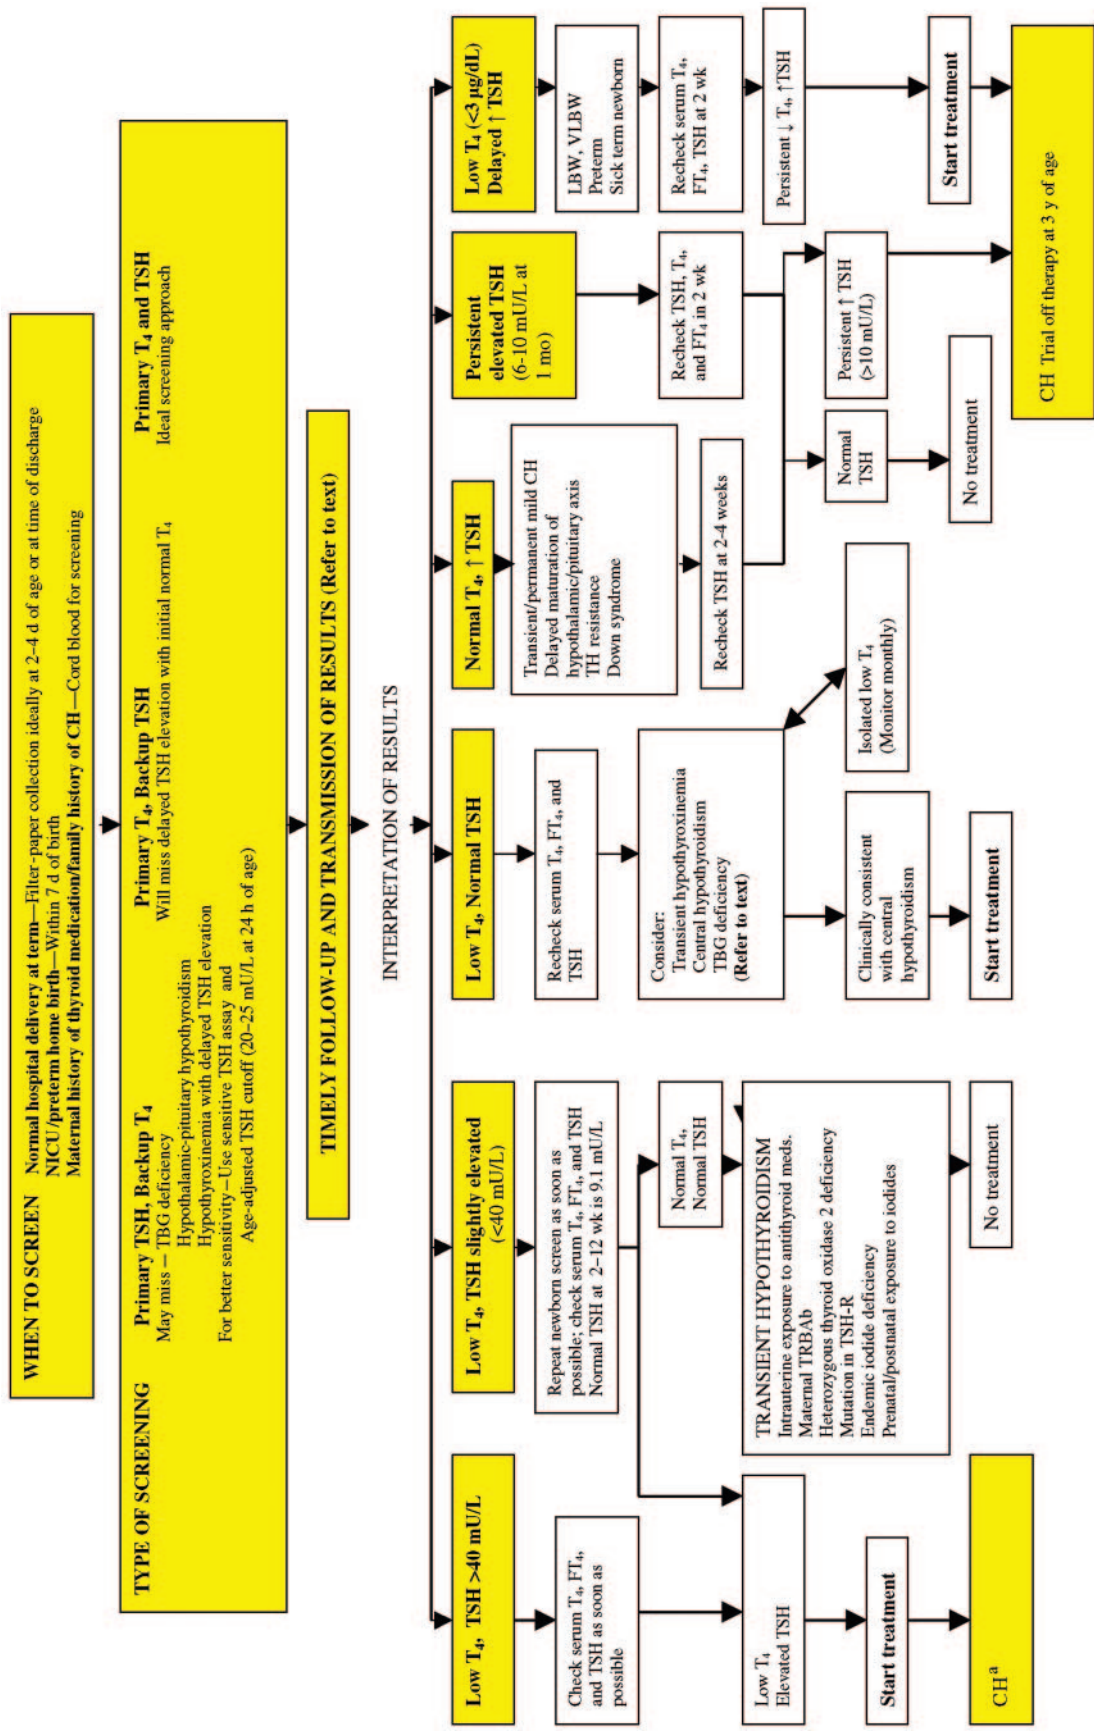 WHEN TO SCREEN Normal hospital delivery at term—Filter-paper collection ideally at 2–4 d of age or at time of discharge
NICU/preterm home birth—Within 7 d of birth
Maternal history of thyroid medication/family history of CH—Cord blood for screening
TYPE OF SCREENING
Primary TSH, Backup T₄
May miss — TBG deficiency
Hypothalamic-pituitary hypothyroidism
Hypothyroxinemia with delayed TSH elevation
For better sensitivity—Use sensitive TSH assay and
Age-adjusted TSH cutoff (20–25 mU/L at 24 h of age)
Primary T₄, Backup TSH
Will miss delayed TSH elevation with initial normal T₄
Primary T₄ and TSH
Ideal screening approach
TIMELY FOLLOW-UP AND TRANSMISSION OF RESULTS (Refer to text)
INTERPRETATION OF RESULTS
Low T₄, TSH >40 mU/L
Check serum T₄, FT₄,
and TSH as soon as
possible
Low T₄
Elevated TSH
Start treatment
CHᵃ
Low T₄, TSH slightly elevated
(<40 mU/L)
Repeat newborn screen as soon as
possible; check serum T₄, FT₄, and TSH
Normal TSH at 2–12 wk is 9.1 mU/L
Normal T₄,
Normal TSH
TRANSIENT HYPOTHYROIDISM
Intrauterine exposure to antithyroid meds.
Maternal TRBAb
Heterozygous thyroid oxidase 2 deficiency
Mutation in TSH-R
Endemic iodide deficiency
Prenatal/postnatal exposure to iodides
No treatment
Low T₄, Normal TSH
Recheck serum T₄, FT₄, and
TSH
Consider:
Transient hypothyroxinemia
Central hypothyroidism
TBG deficiency
(Refer to text)
Clinically consistent
with central
hypothyroidism
Start treatment
Isolated low T₄
(Monitor monthly)
Normal T₄, ↑ TSH
Transient/permanent mild CH
Delayed maturation of
hypothalamic/pituitary axis
TH resistance
Down syndrome
Recheck TSH at 2-4 weeks
Normal
TSH
No treatment
Persistent
elevated TSH
(6-10 mU/L at
1 mo)
Recheck TSH, T₄,
and FT₄ in 2 wk
Persistent ↑ TSH
(>10 mU/L)
Low T₄ (<3 µg/dL)
Delayed ↑ TSH
LBW, VLBW
Preterm
Sick term newborn
Recheck serum T₄,
FT₄, TSH at 2 wk
Persistent ↓ T₄, ↑TSH
Start treatment
CH Trial off therapy at 3 y of age